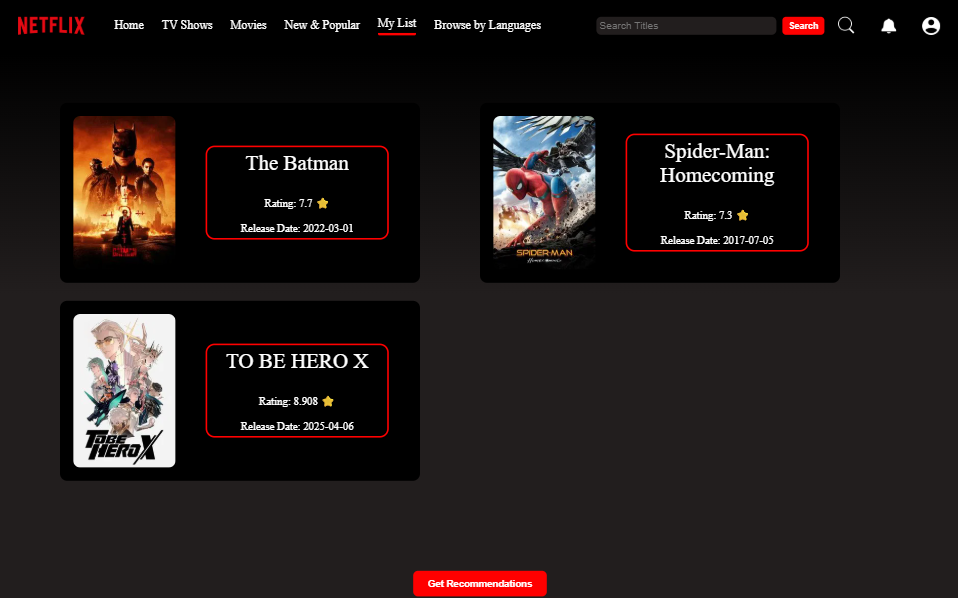 NETFLIX
Home TV Shows Movies New & Popular My List Browse by Languages
Search Titles Search
The Batman
Rating: 7.7
Release Date: 2022-03-01
Spider-Man:
Homecoming
Rating: 7.3
Release Date: 2017-07-05
SPIDER-MAN
HOMECOMING
TO BE HERO X
Rating: 8.908
Release Date: 2025-04-06
TO BE
HERO X
Get Recommendations